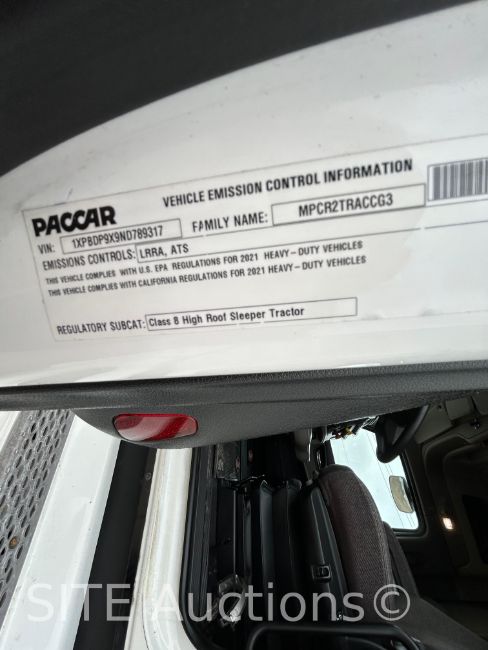 PACCAR
VEHICLE EMISSION CONTROL INFORMATION
VIN: 1XPBDP9X9ND789317 FAMILY NAME: MPCR2TRACCG3
EMISSIONS CONTROLS: LRRA, ATS
THIS VEHICLE COMPLIES WITH U.S. EPA REGULATIONS FOR 2021 HEAVY-DUTY VEHICLES
THIS VEHICLE COMPLIES WITH CALIFORNIA REGULATIONS FOR 2021 HEAVY-DUTY VEHICLES
REGULATORY SUBCAT: Class 8 High Roof Sleeper Tractor
SITE Auctions©